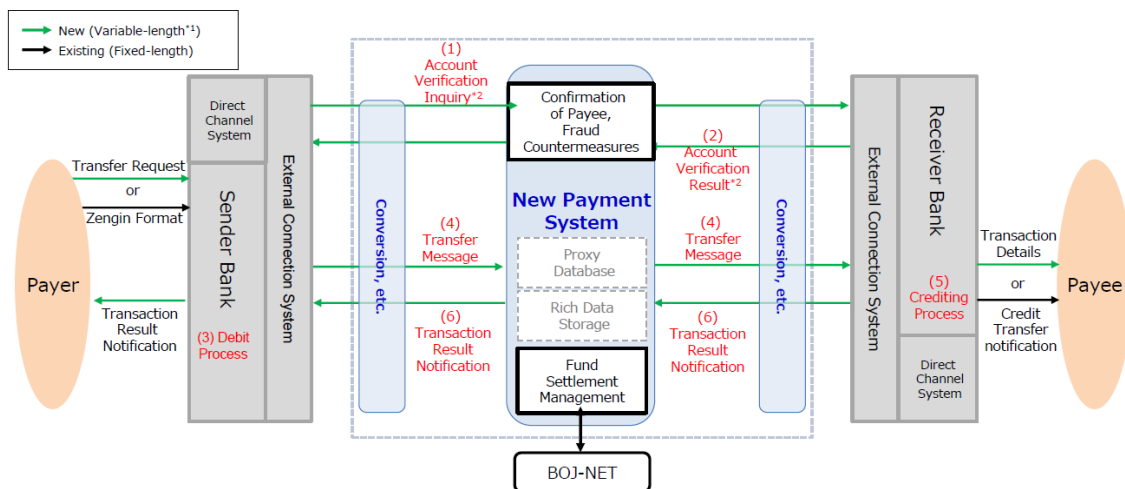 New (Variable-length*1)
Existing (Fixed-length)
(1)
Account
Verification
Inquiry*2
Confirmation
of Payee,
Fraud
Countermeasures
(2)
Account
Verification
Result*2
Direct
Channel
System
Sender Bank
(3) Debit
Process
External Connection System
Payer
Transfer Request
or
Zengin Format
Transaction
Result
Notification
Conversion, etc.
(4)
Transfer
Message
(6)
Transaction
Result
Notification
New Payment
System
Proxy
Database
Rich Data
Storage
Fund
Settlement
Management
BOJ-NET
(4)
Transfer
Message
(6)
Transaction
Result
Notification
Conversion, etc.
External Connection System
Receiver Bank
(5)
Crediting
Process
Direct
Channel
System
Transaction
Details
or
Credit
Transfer
notification
Payee